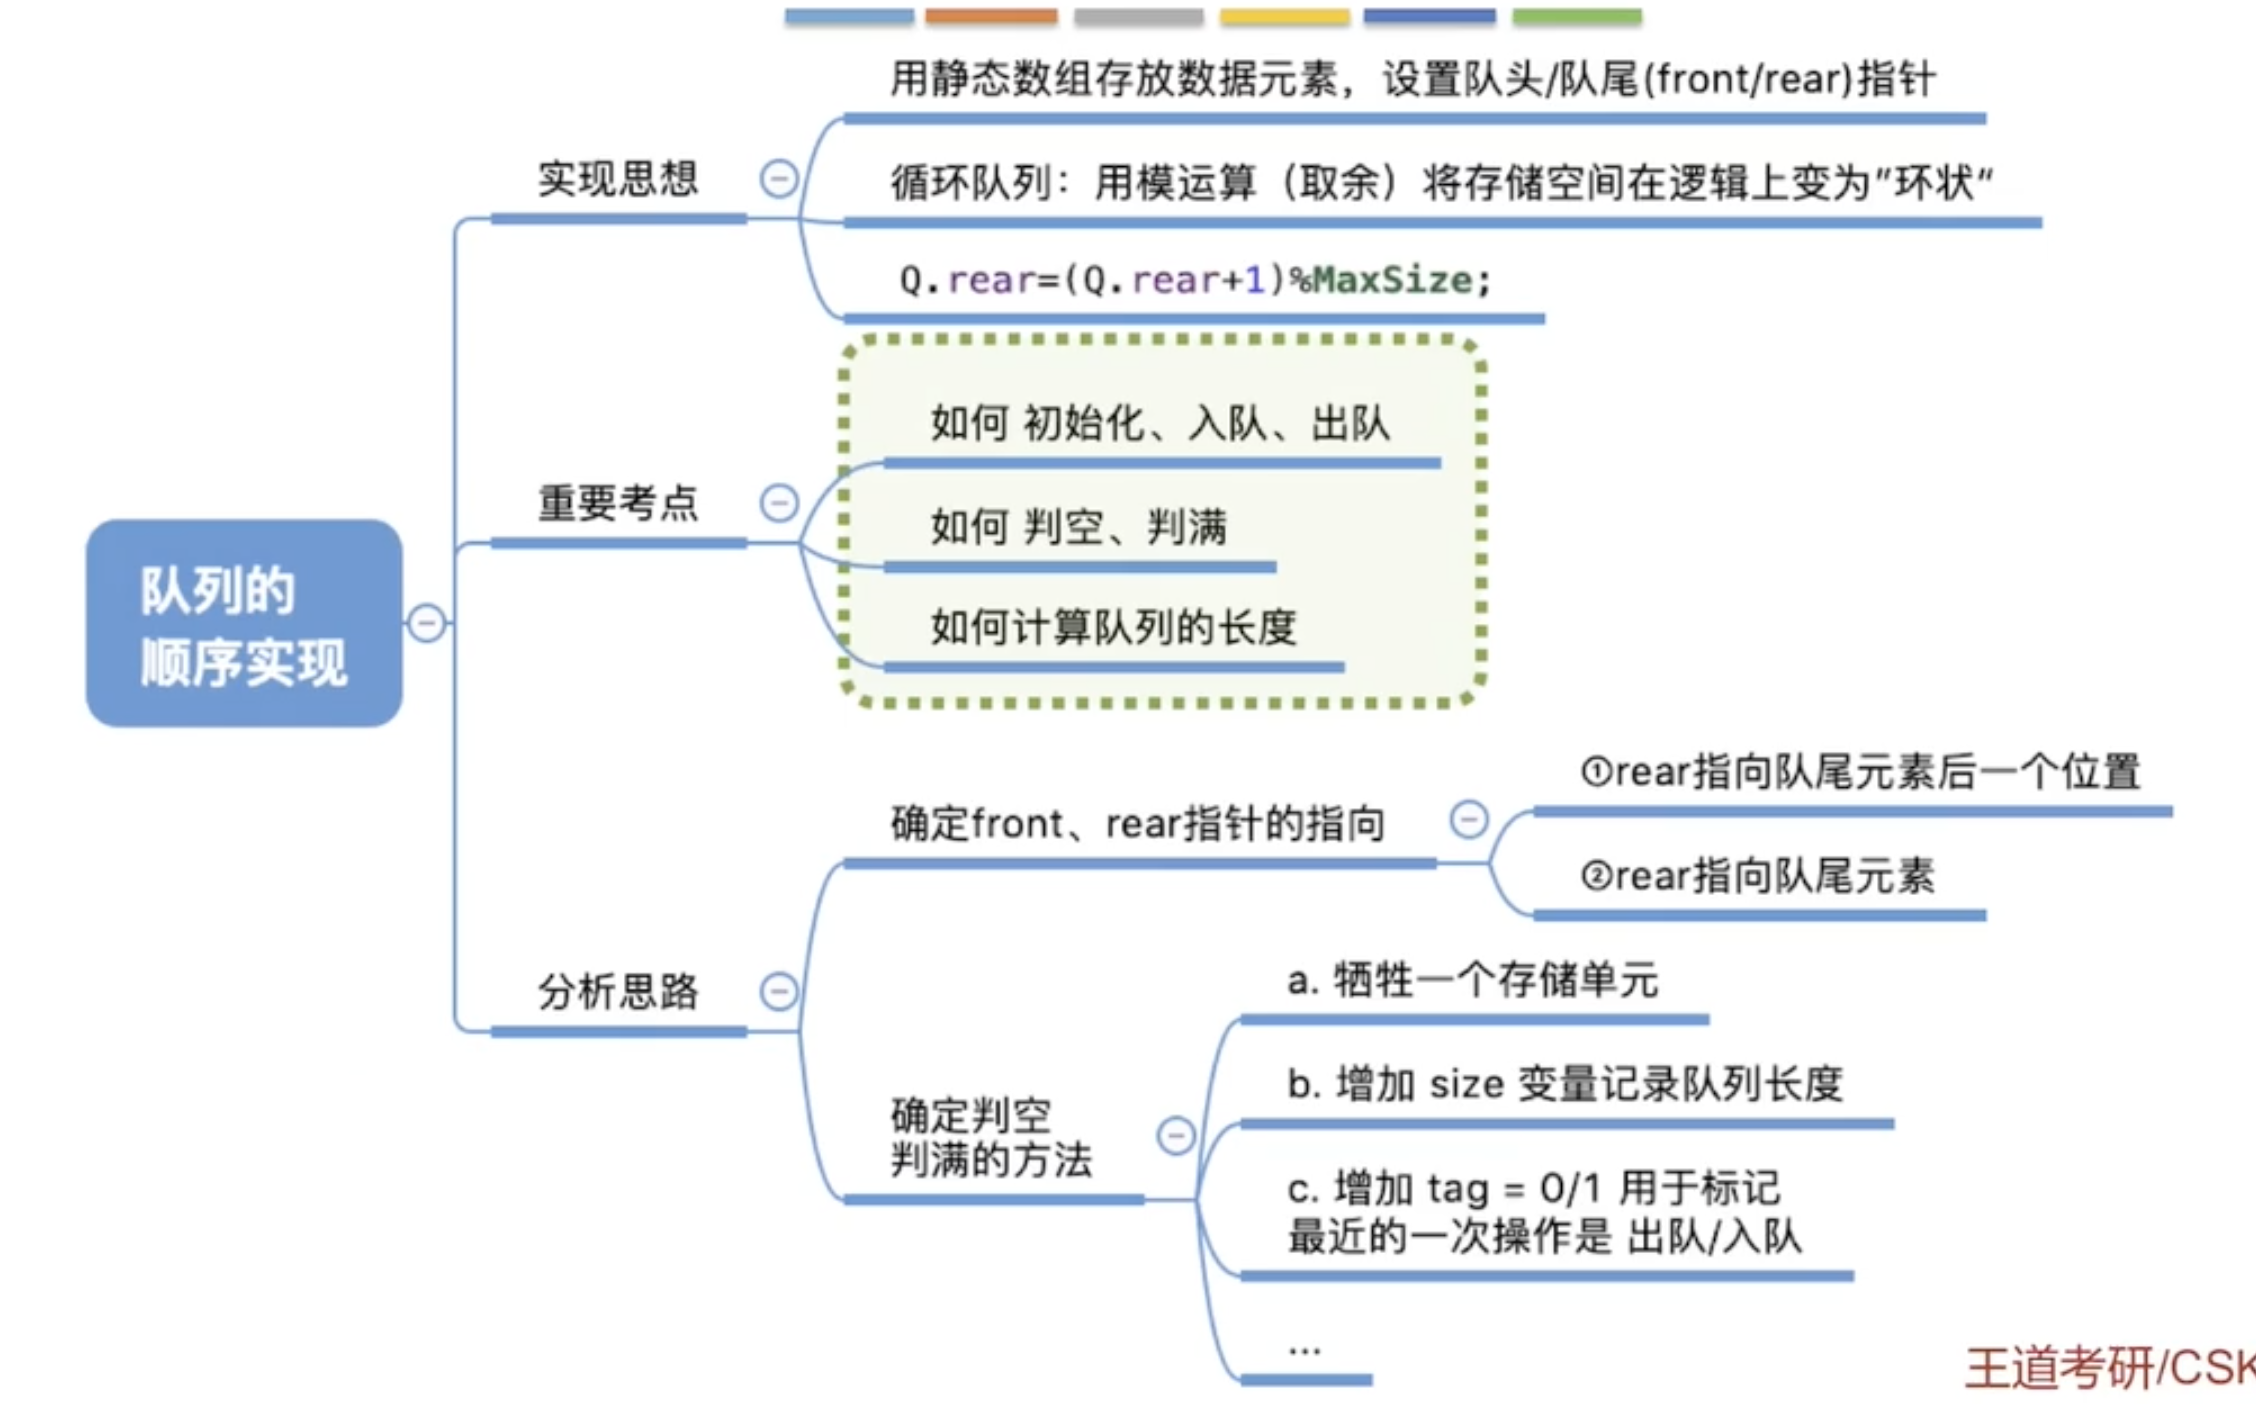 用静态数组存放数据元素，设置队头/队尾(front/rear)指针
实现思想
循环队列：用模运算（取余）将存储空间在逻辑上变为"环状"
Q.rear=(Q.rear+1)%MaxSize;
如何 初始化、入队、出队
重要考点
如何 判空、判满
如何计算队列的长度
队列的
顺序实现
①rear指向队尾元素后一个位置
确定front、rear指针的指向
②rear指向队尾元素
分析思路
a. 牺牲一个存储单元
b. 增加 size 变量记录队列长度
确定判空
判满的方法
c. 增加 tag = 0/1 用于标记
最近的一次操作是 出队/入队
...
王道考研/CSK